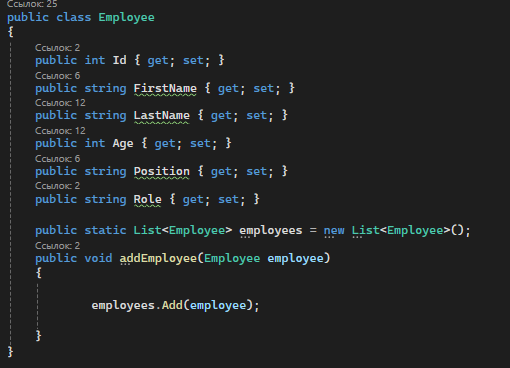 Ссылок: 25
public class Employee
{
Ссылок: 2
public int Id { get; set; }
Ссылок: 6
public string FirstName { get; set; }
Ссылок: 12
public string LastName { get; set; }
Ссылок: 12
public int Age { get; set; }
Ссылок: 6
public string Position { get; set; }
Ссылок: 2
public string Role { get; set; }
public static List<Employee> employees = new List<Employee>();
Ссылок: 2
public void addEmployee(Employee employee)
{
employees.Add(employee);
}
}